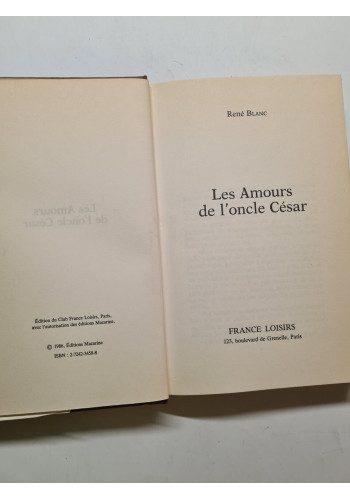 Édition du Club France Loisirs, Paris,
avec l'autorisation des éditions Mazarine.
© 1986, Éditions Mazarine
ISBN : 2-7242-3458-8
René Blanc
Les Amours
de l'oncle César
FRANCE LOISIRS
123, boulevard de Grenelle, Paris